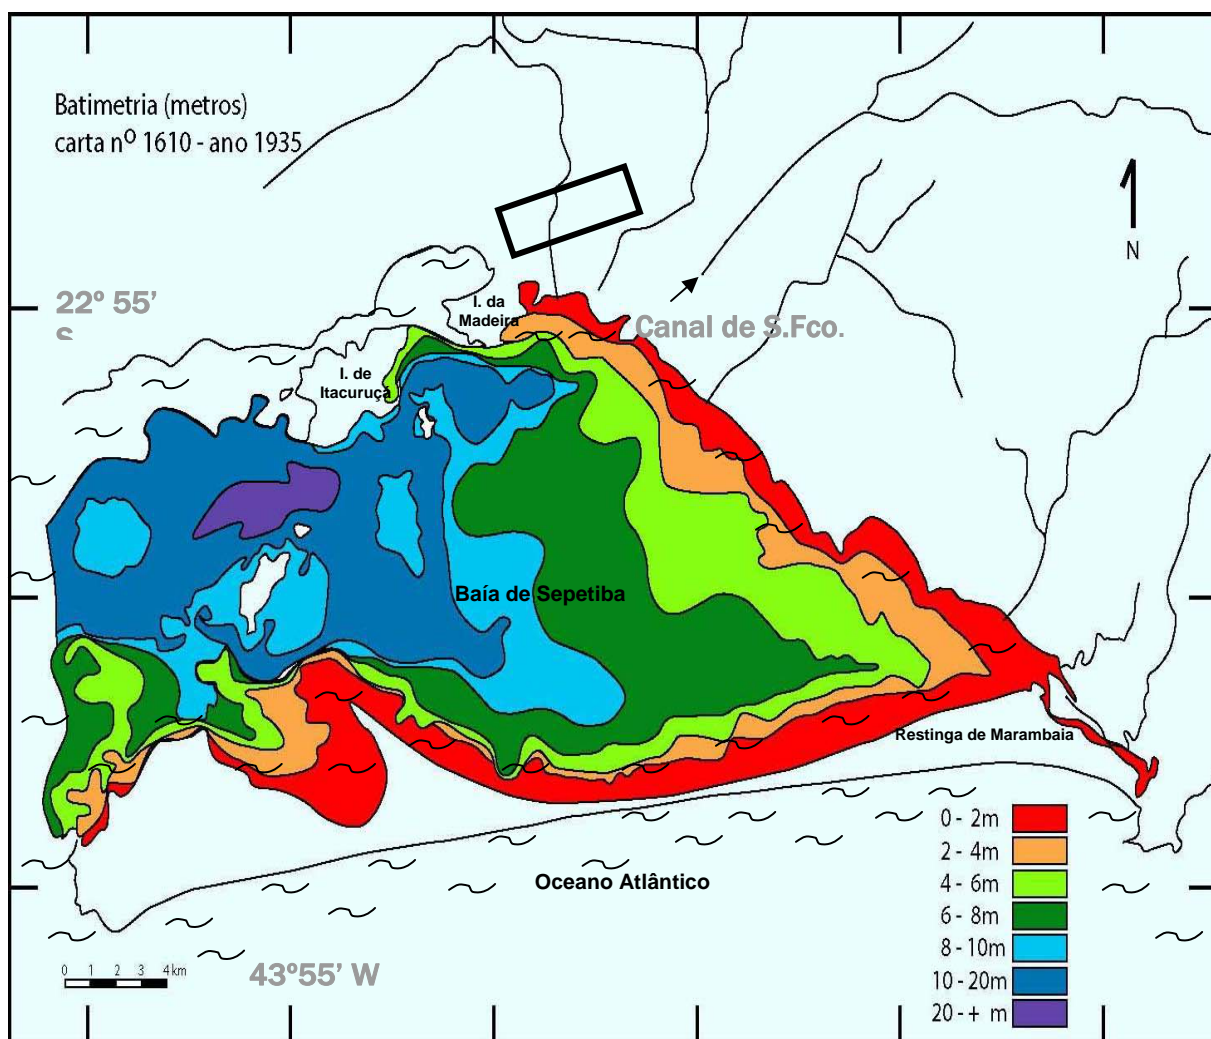 Batimetria (metros)
carta nº 1610 - ano 1935
N
22º 55'
S
I. da
Madeira
Canal de S.Fco.
I. de
Itacuruçá
Baía de Sepetiba
Restinga de Marambaia
Oceano Atlântico
0 - 2m
2 - 4m
4 - 6m
6 - 8m
8 - 10m
10 - 20m
20 - + m
0 1 2 3 4 km
43º55' W